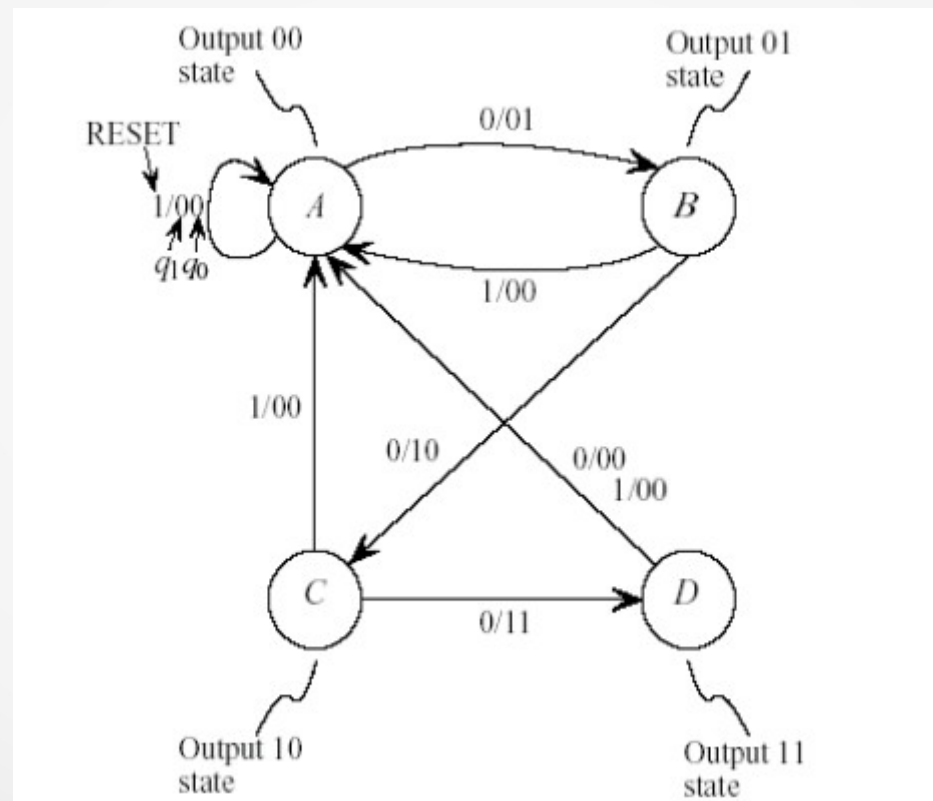 Output 00
state
Output 01
state
RESET
0/01
1/00
A
B
q1q0
1/00
1/00
0/10
0/00
1/00
C
D
0/11
Output 10
state
Output 11
state